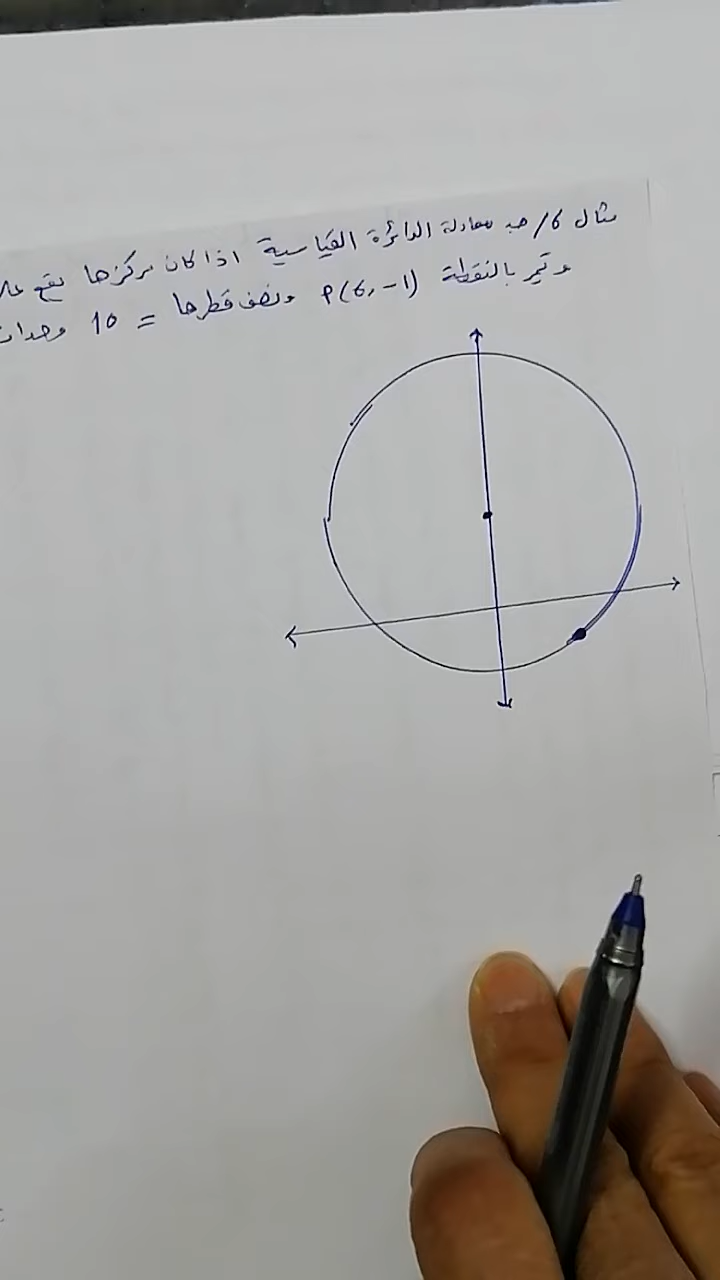 مثال 6/ جد معادلة الدائرة القياسية اذا كان مركزها يقع
وتمر بالنقطة P(6,-1) ونصف قطرها = 10 وحدات